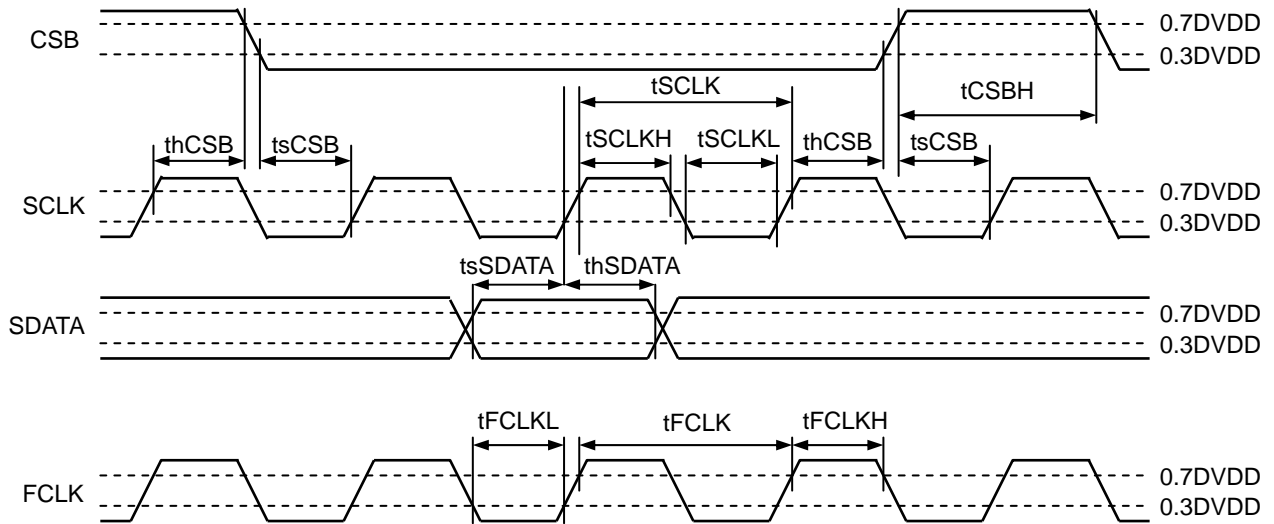 CSB
0.7DVDD
0.3DVDD
tSCLK
tCSBH
thCSB
tsCSB
tSCLKH
tSCLKL
thCSB
tsCSB
SCLK
0.7DVDD
0.3DVDD
tsSDATA
thSDATA
SDATA
0.7DVDD
0.3DVDD
tFCLKL
tFCLK
tFCLKH
FCLK
0.7DVDD
0.3DVDD